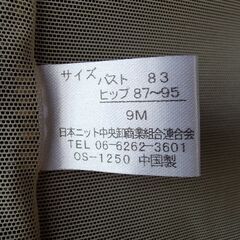 サイズ バスト 83
ヒップ 87～95
9M
日本ニット中央卸商業組合連合会
TEL 06-6262-3601
OS-1250 中国製